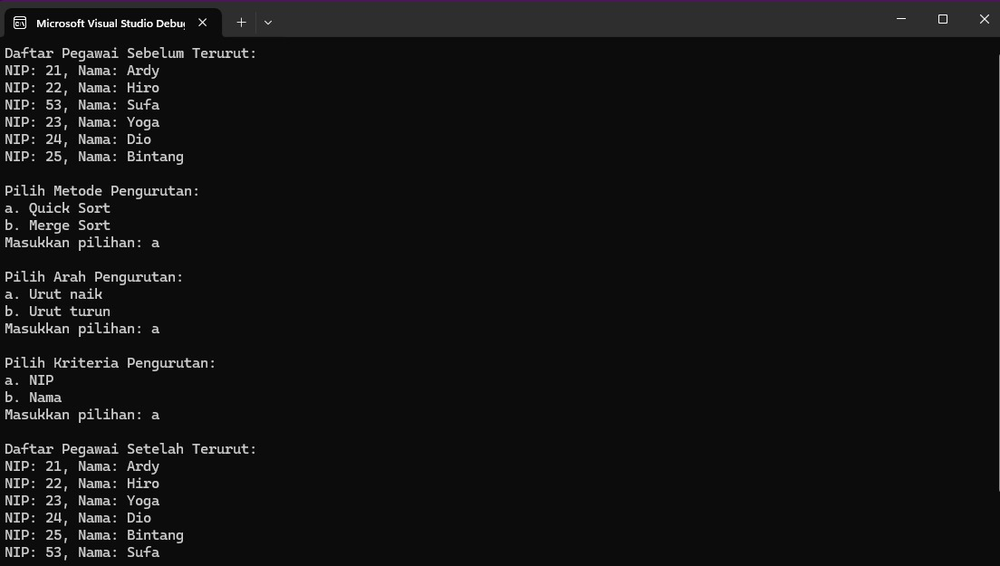 Microsoft Visual Studio Debug
Daftar Pegawai Sebelum Terurut:
NIP: 21, Nama: Ardy
NIP: 22, Nama: Hiro
NIP: 53, Nama: Sufa
NIP: 23, Nama: Yoga
NIP: 24, Nama: Dio
NIP: 25, Nama: Bintang
Pilih Metode Pengurutan:
a. Quick Sort
b. Merge Sort
Masukkan pilihan: a
Pilih Arah Pengurutan:
a. Urut naik
b. Urut turun
Masukkan pilihan: a
Pilih Kriteria Pengurutan:
a. NIP
b. Nama
Masukkan pilihan: a
Daftar Pegawai Setelah Terurut:
NIP: 21, Nama: Ardy
NIP: 22, Nama: Hiro
NIP: 23, Nama: Yoga
NIP: 24, Nama: Dio
NIP: 25, Nama: Bintang
NIP: 53, Nama: Sufa